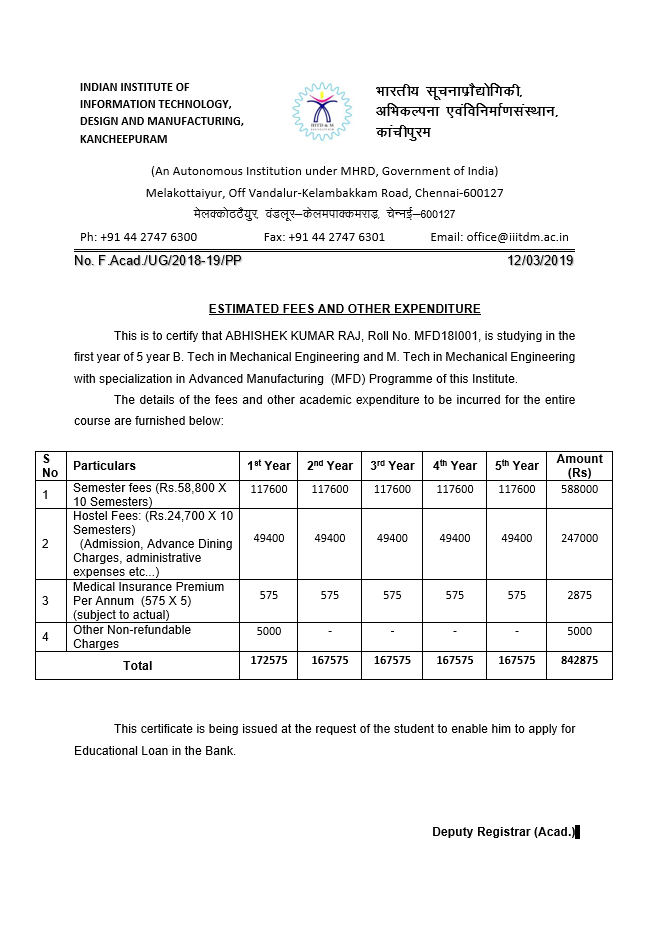 INDIAN INSTITUTE OF
INFORMATION TECHNOLOGY,
DESIGN AND MANUFACTURING,
KANCHEEPURAM
भारतीय सूचनाप्रौद्योगिकी,
अभिकल्पना एवंविनिर्माणसंस्थान,
कांचीपुरम
(An Autonomous Institution under MHRD, Government of India)
Melakottaiyur, Off Vandalur-Kelambakkam Road, Chennai-600127
मेलक्कोठठैयुर, वंडलूर–केलमपाक्कमराड़, चेन्नई–600127
Ph: +91 44 2747 6300 Fax: +91 44 2747 6301 Email: office@iiitdm.ac.in
No. F.Acad./UG/2018-19/PP 12/03/2019
ESTIMATED FEES AND OTHER EXPENDITURE
This is to certify that ABHISHEK KUMAR RAJ, Roll No. MFD18I001, is studying in the
first year of 5 year B. Tech in Mechanical Engineering and M. Tech in Mechanical Engineering
with specialization in Advanced Manufacturing (MFD) Programme of this Institute.
The details of the fees and other academic expenditure to be incurred for the entire
course are furnished below:
S No Particulars 1st Year 2nd Year 3rd Year 4th Year 5th Year Amount (Rs)
1 Semester fees (Rs.58,800 X 10 Semesters) 117600 117600 117600 117600 117600 588000
2 Hostel Fees: (Rs.24,700 X 10 Semesters) (Admission, Advance Dining Charges, administrative expenses etc...) 49400 49400 49400 49400 49400 247000
3 Medical Insurance Premium Per Annum (575 X 5) (subject to actual) 575 575 575 575 575 2875
4 Other Non-refundable Charges 5000 - - - - 5000
Total 172575 167575 167575 167575 167575 842875
This certificate is being issued at the request of the student to enable him to apply for
Educational Loan in the Bank.
Deputy Registrar (Acad.)